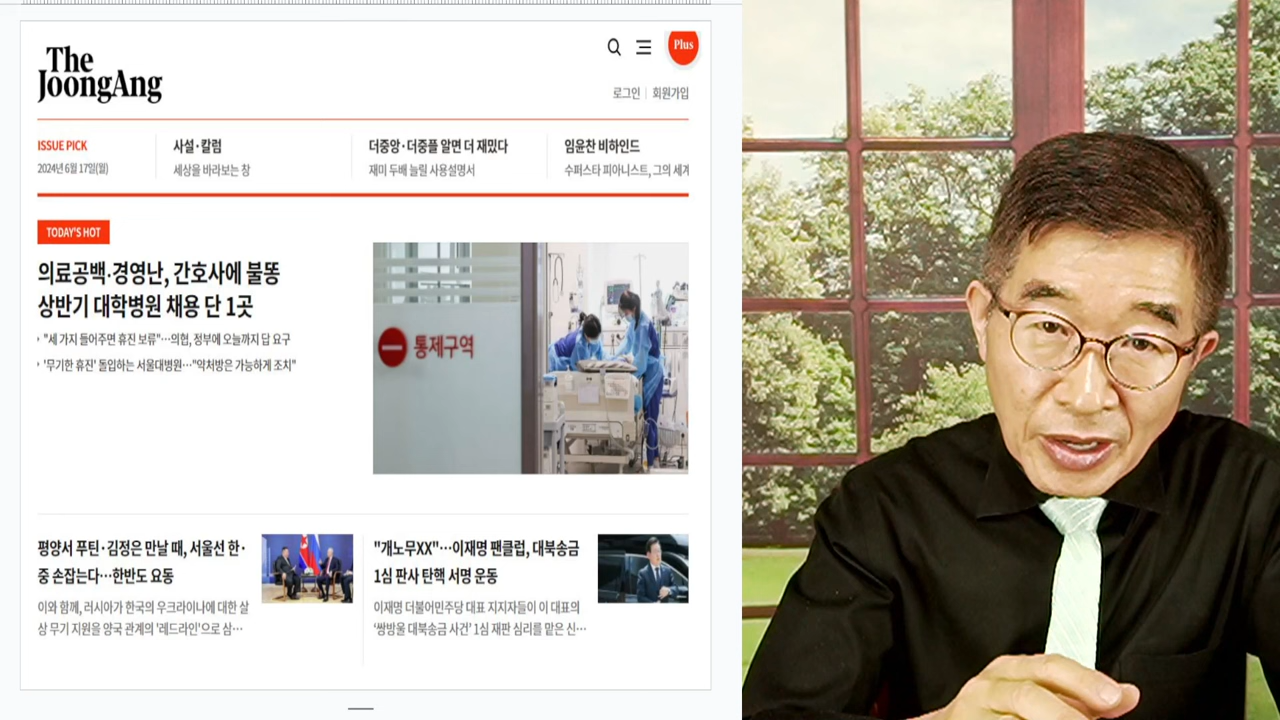 The
JoongAng
Plus
로그인 | 회원가입
ISSUE PICK
2024년 6월 17일(월)
사설·칼럼
세상을 바라보는 창
더중앙·더중플 알면 더 재밌다
재미 두배 늘릴 사용설명서
임윤찬 비하인드
수퍼스타 피아니스트, 그의 세계
TODAY'S HOT
의료공백·경영난, 간호사에 불똥
상반기 대학병원 채용 단 1곳
"세 가지 들어주면 휴진 보류"…의협, 정부에 오늘까지 답 요구
'무기한 휴진' 돌입하는 서울대병원…"약처방은 가능하게 조치"
통제구역
평양서 푸틴·김정은 만날 때, 서울선 한·
중 손잡는다…한반도 요동
이와 함께, 러시아가 한국의 우크라이나에 대한 살
상 무기 지원을 양국 관계의 '레드라인'으로 삼…
"개노무XX"…이재명 팬클럽, 대북송금
1심 판사 탄핵 서명 운동
이재명 더불어민주당 대표 지지자들이 이 대표의
'쌍방울 대북송금 사건' 1심 재판 심리를 맡은 신…